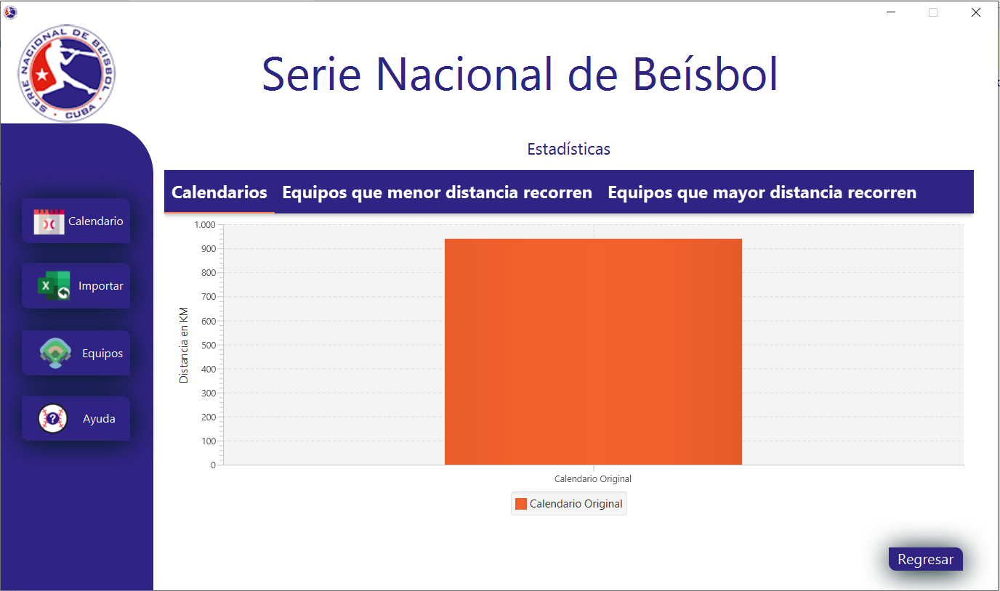 SERIE NACIONAL DE BEISBOL • CUBA •
Serie Nacional de Beísbol
Estadísticas
Calendarios Equipos que menor distancia recorren Equipos que mayor distancia recorren
Calendario
Importar
Equipos
Ayuda
Distancia en KM
1.000
900
800
700
600
500
400
300
200
100
0
Calendario Original
Calendario Original
Regresar